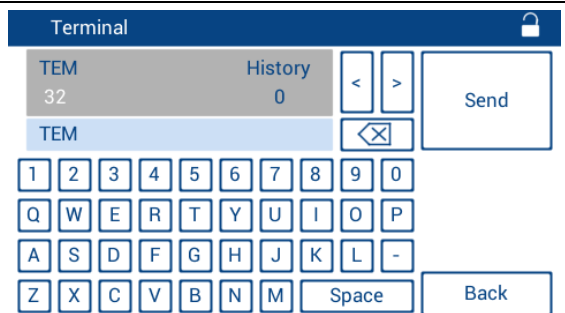 Terminal
TEM History
32 0
< > Send
TEM
1 2 3 4 5 6 7 8 9 0
Q W E R T Y U I O P
A S D F G H J K L -
Z X C V B N M Space Back